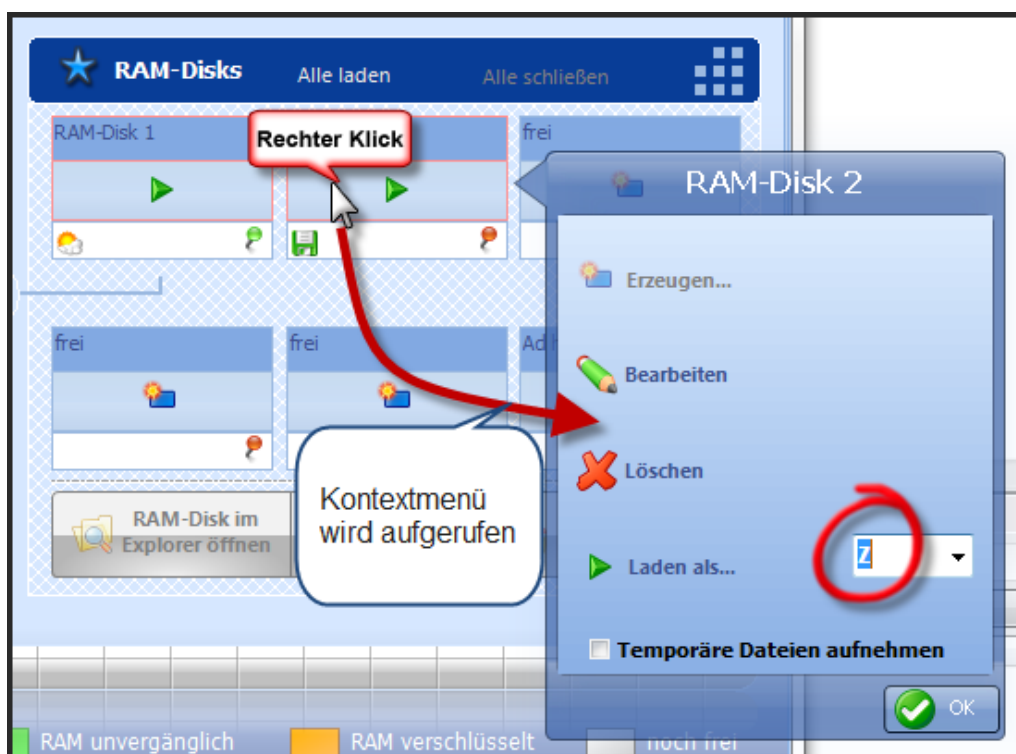 RAM-Disks Alle laden Alle schließen
RAM-Disk 1
Rechter Klick
frei
RAM-Disk 2
Erzeugen...
frei
frei
Ad
Bearbeiten
Löschen
Kontextmenü
wird aufgerufen
RAM-Disk im
Explorer öffnen
Laden als...
Z
Temporäre Dateien aufnehmen
OK
RAM unvergänglich
RAM verschlüsselt
noch frei